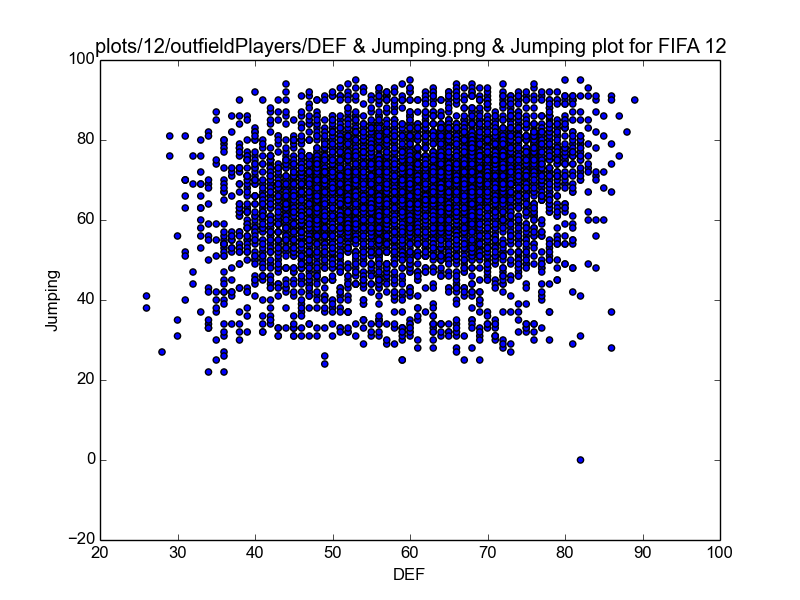 plots/12/outfieldPlayers/DEF & Jumping.png & Jumping plot for FIFA 12
100
80
60
40
20
0
−20
Jumping
20 30 40 50 60 70 80 90 100
DEF